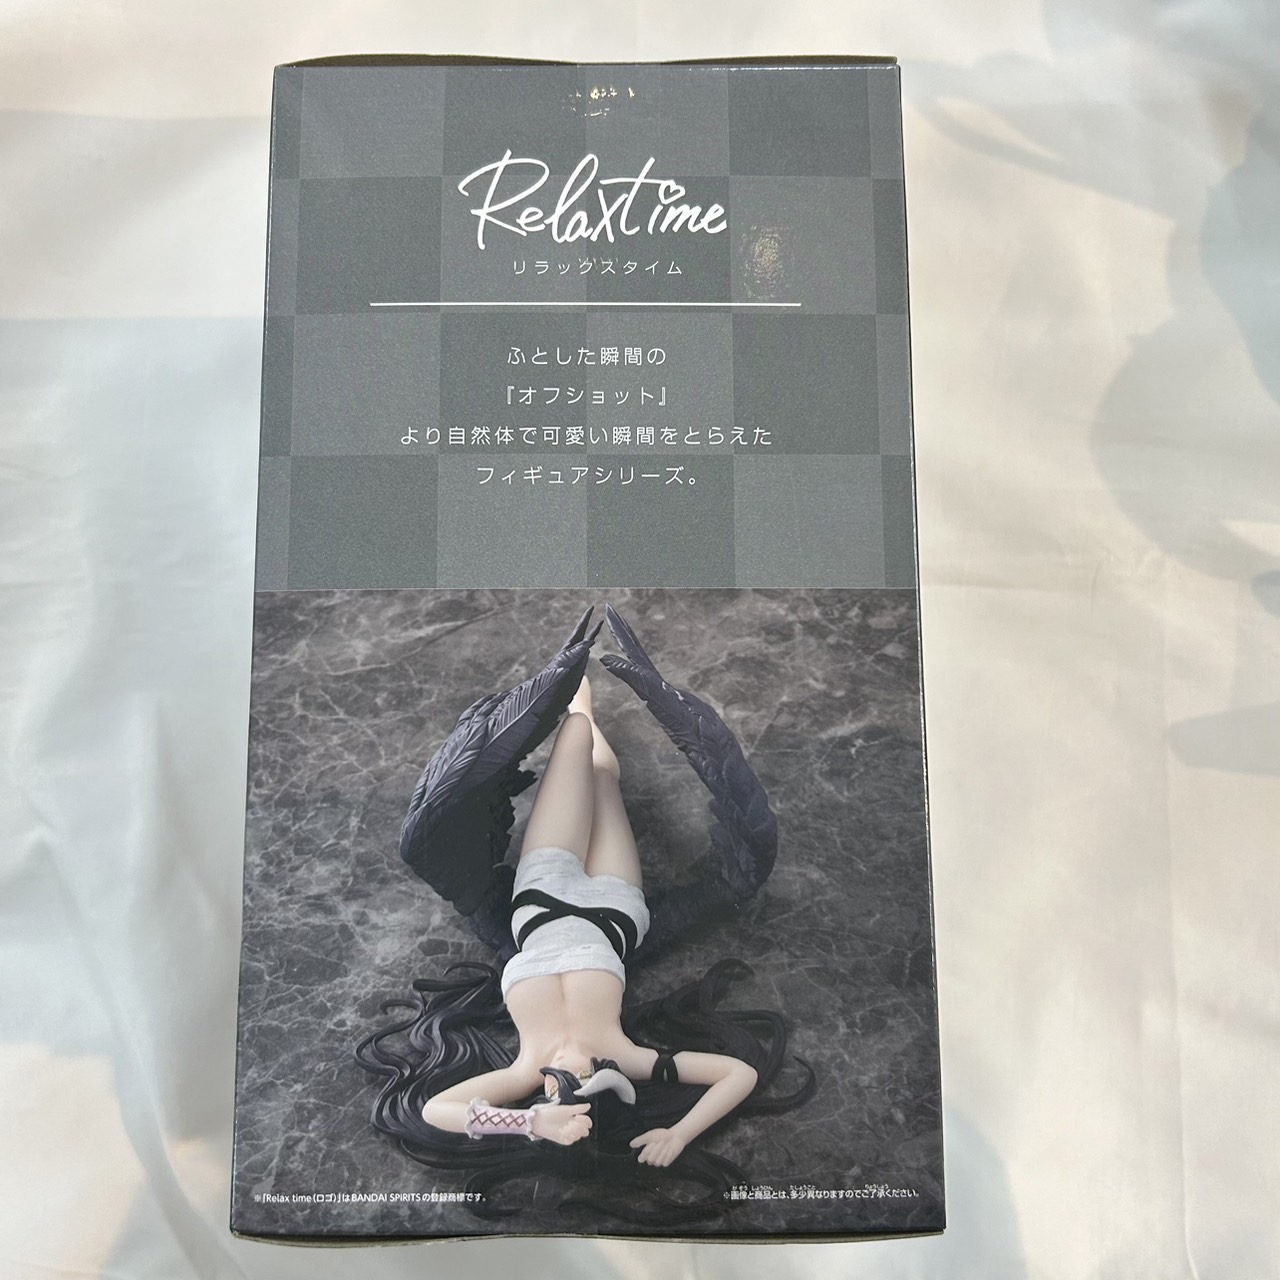 Relax time
リラックスタイム
ふとした瞬間の
『オフショット』
より自然体で可愛い瞬間をとらえた
フィギュアシリーズ。
※「Relax time(ロゴ)」はBANDAI SPIRITSの登録商標です。
※画像と商品とは、多少異なりますのでご了承ください。